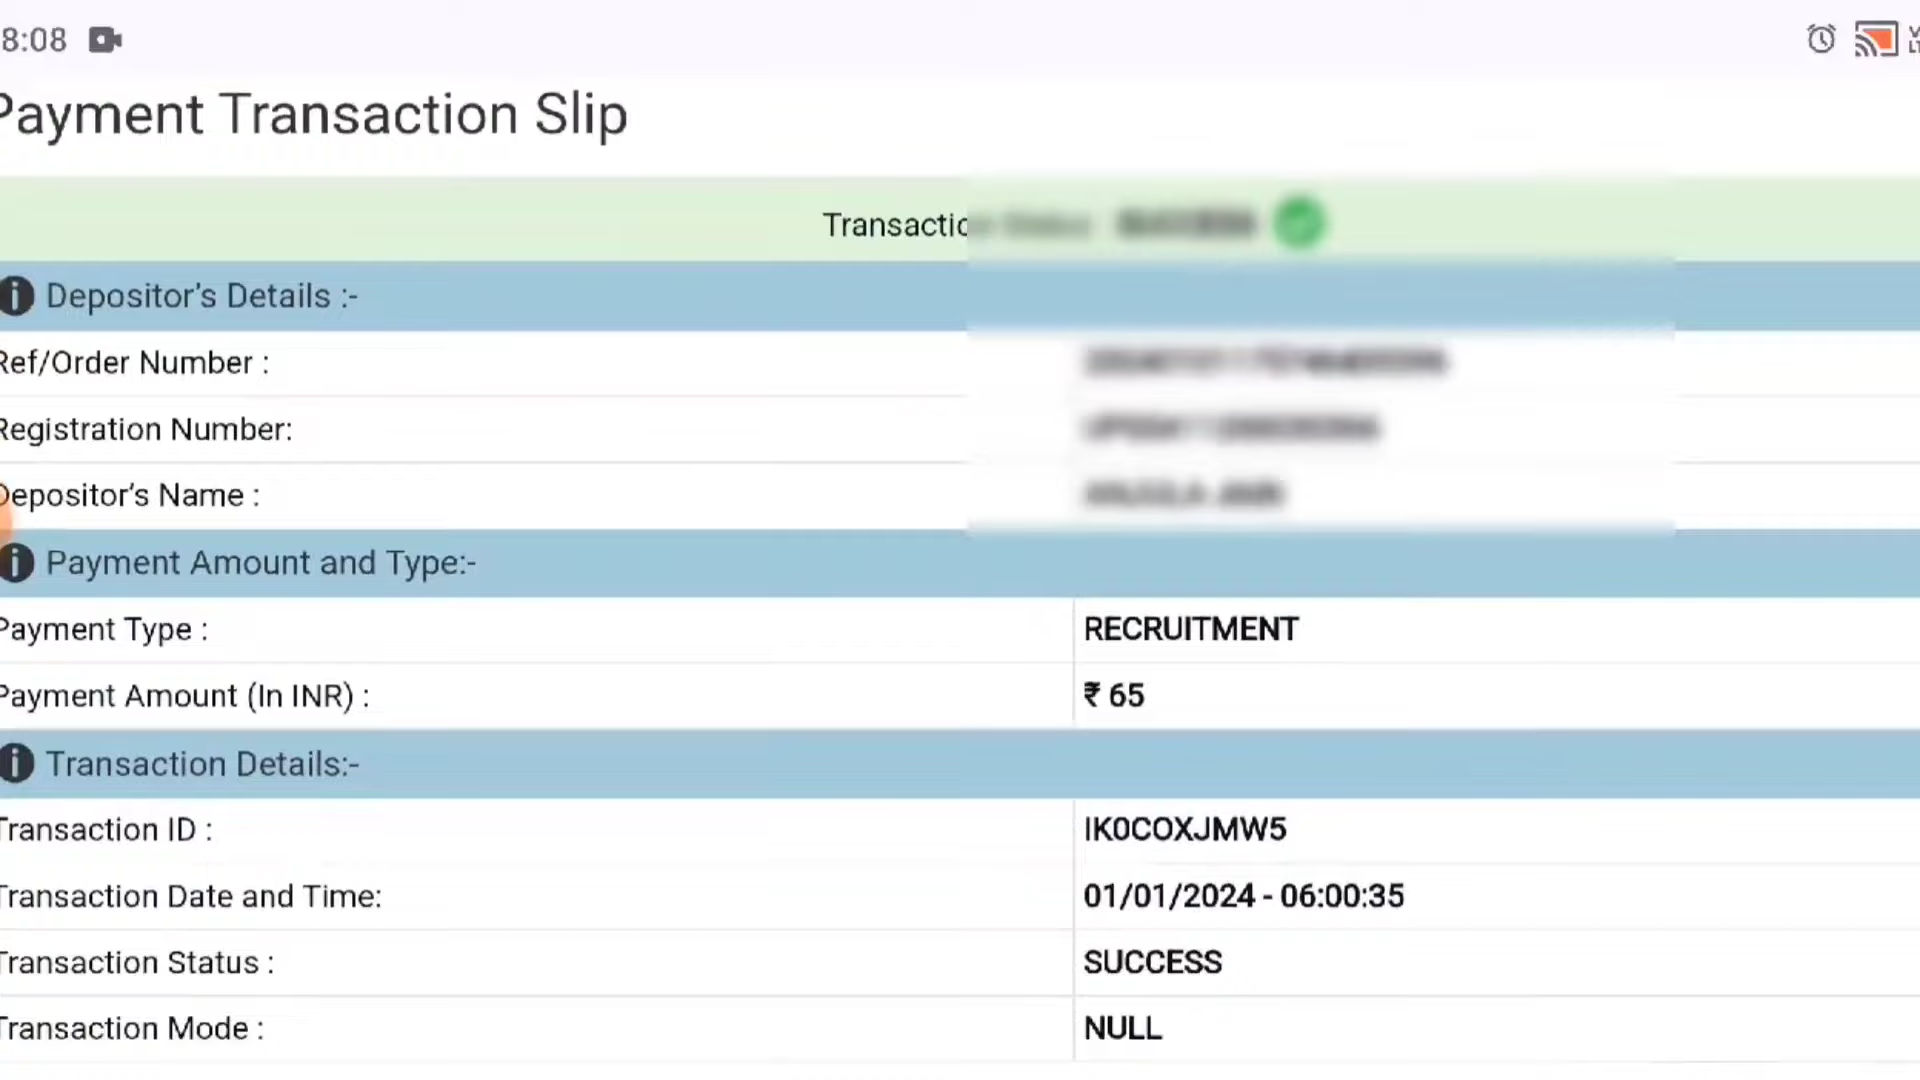 8:08
Payment Transaction Slip
Transactio
Depositor's Details :-
Ref/Order Number :
Registration Number:
Depositor's Name :
Payment Amount and Type:-
Payment Type : RECRUITMENT
Payment Amount (In INR) : ₹ 65
Transaction Details:-
Transaction ID : IK0COXJMW5
Transaction Date and Time: 01/01/2024 - 06:00:35
Transaction Status : SUCCESS
Transaction Mode : NULL